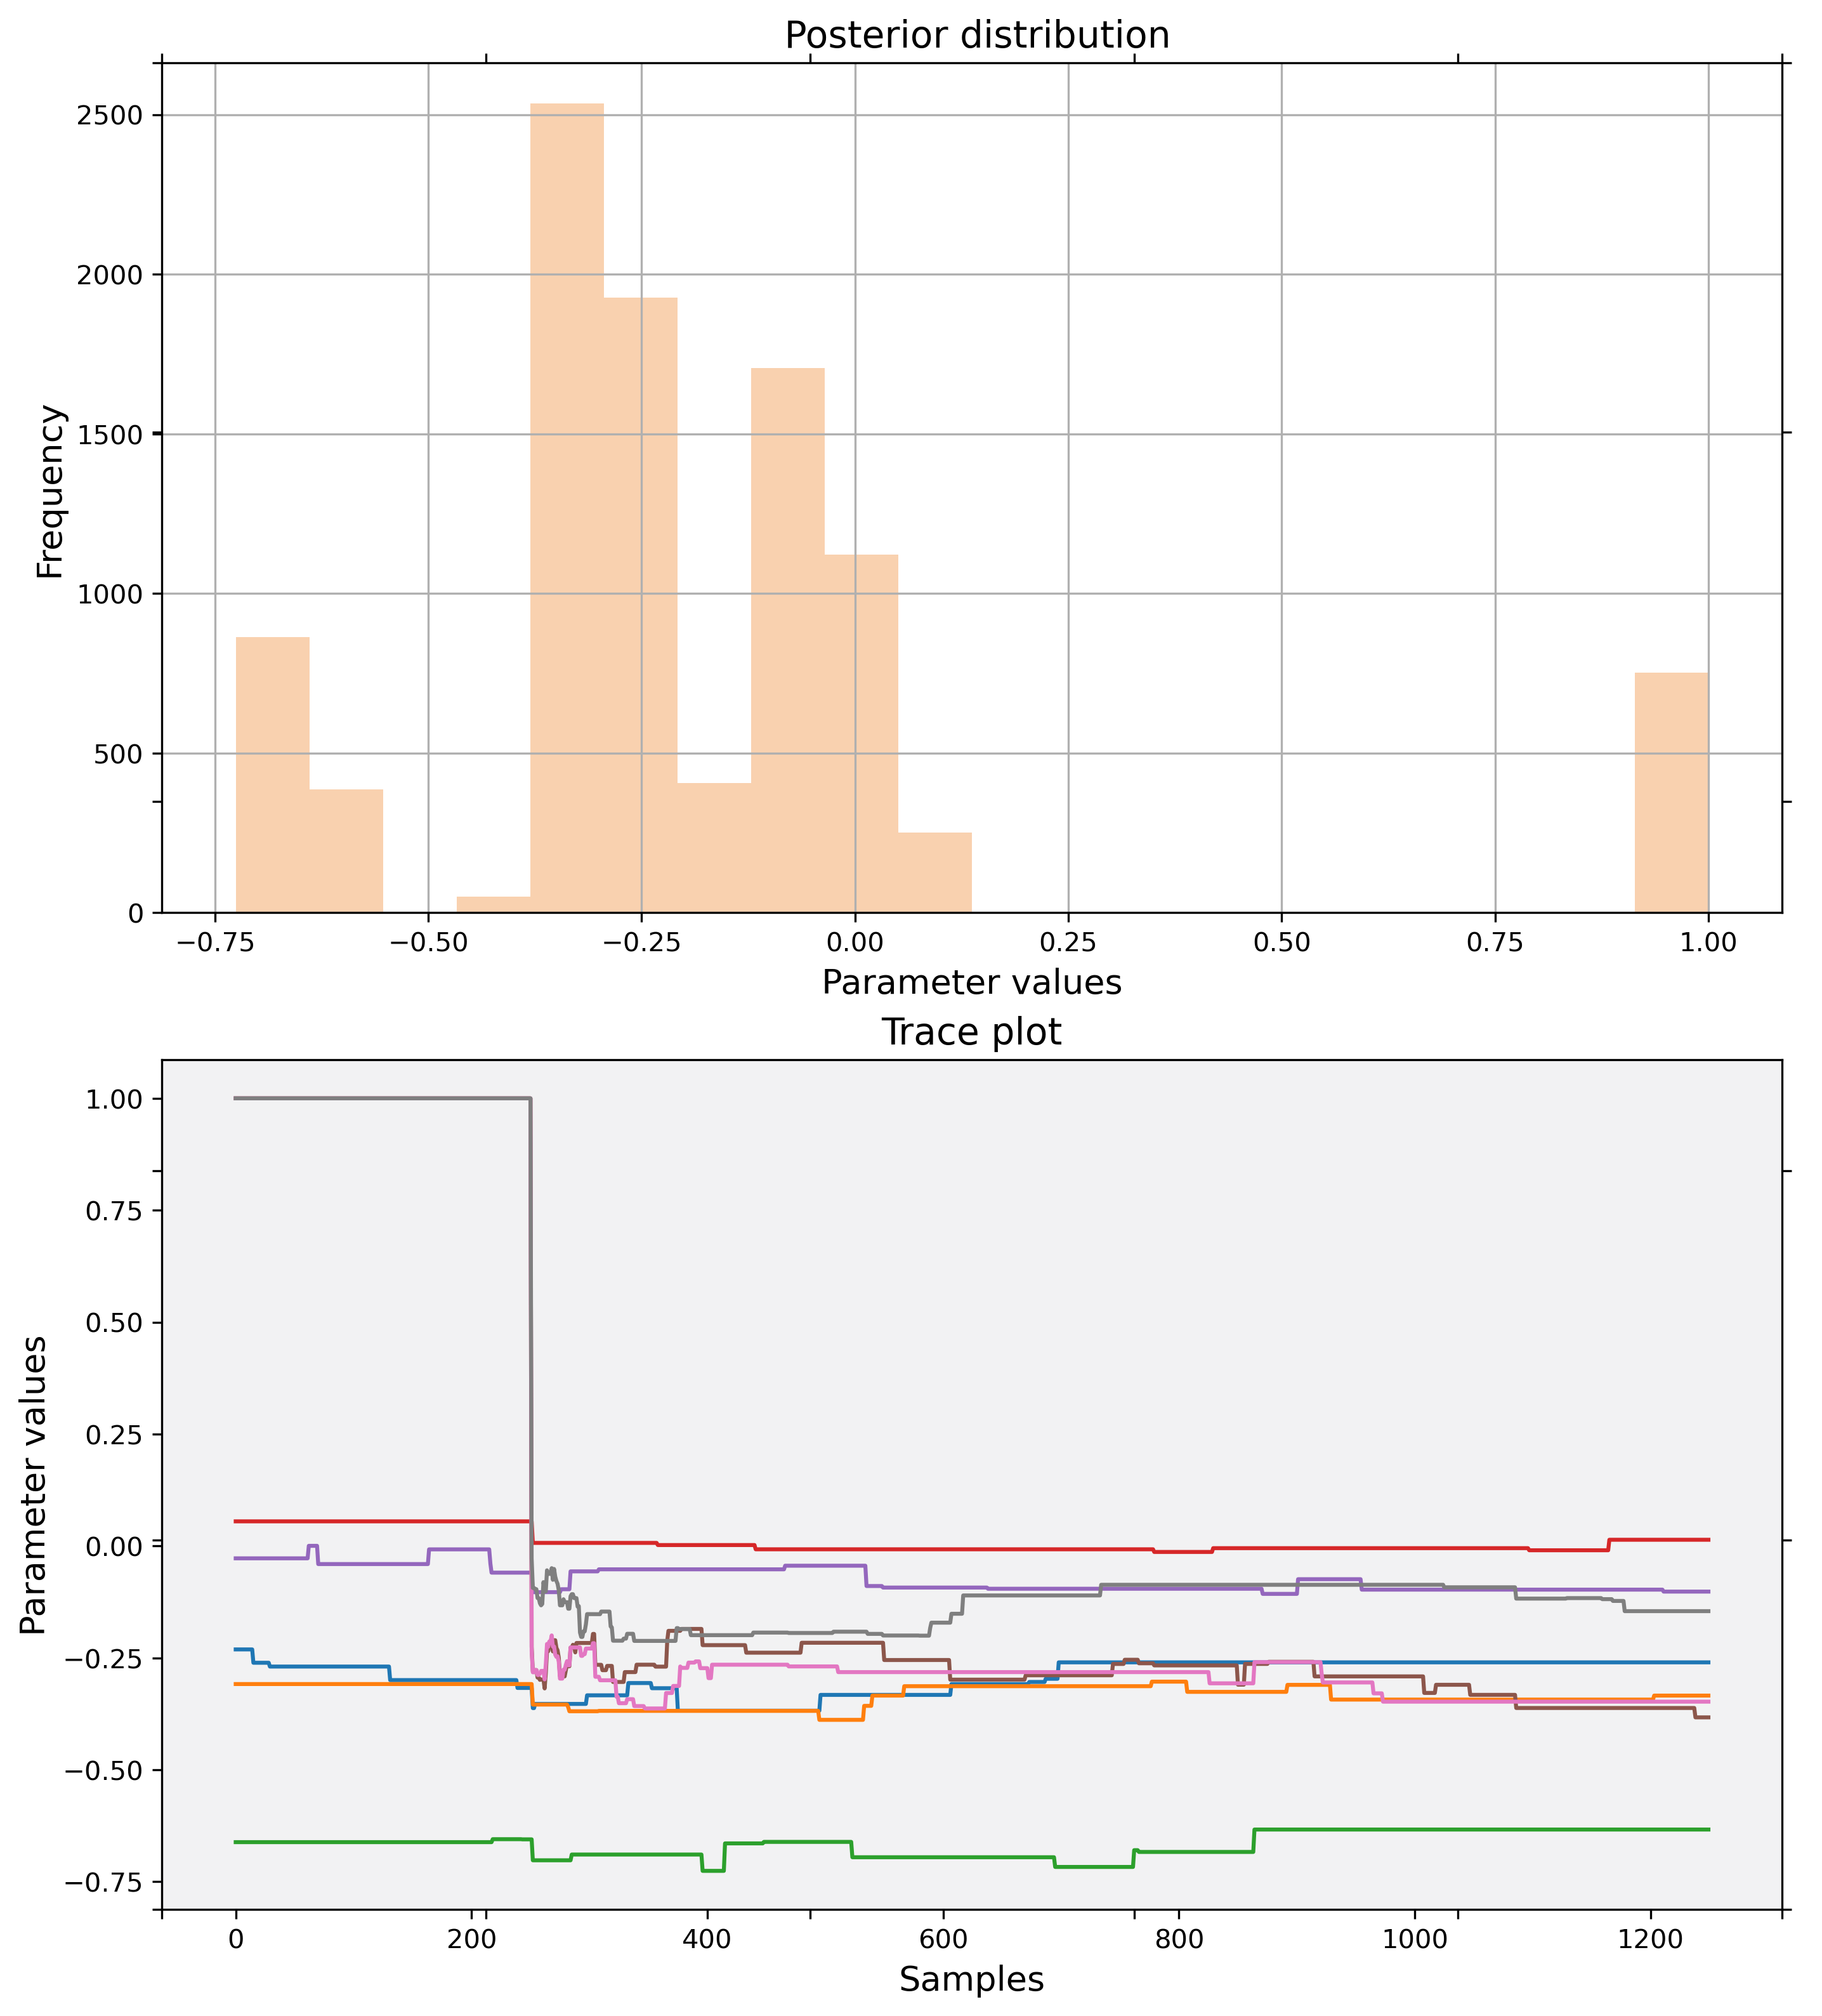 Posterior distribution
2500
2000
1500
1000
500
0
Frequency
−0.75 −0.50 −0.25 0.00 0.25 0.50 0.75 1.00
Parameter values
Trace plot
1.00
0.75
0.50
0.25
0.00
−0.25
−0.50
−0.75
Parameter values
0 200 400 600 800 1000 1200
Samples